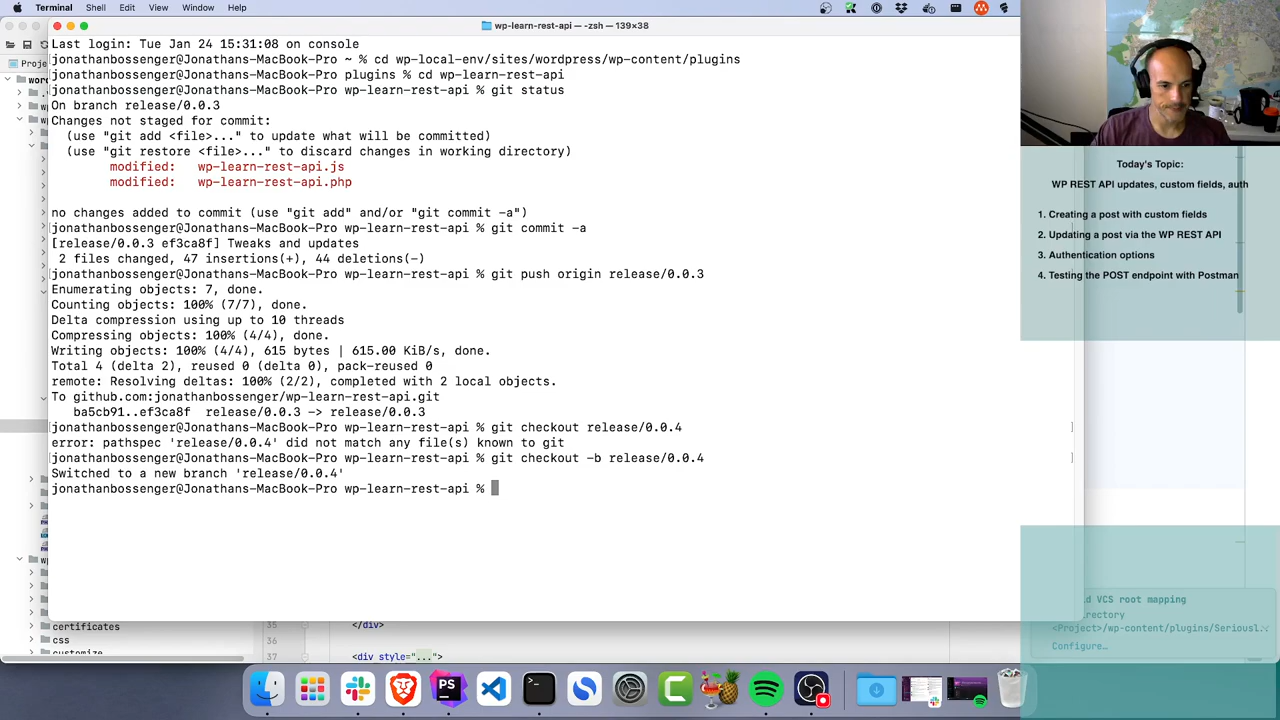 Terminal Shell Edit View Window Help
wp-learn-rest-api — -zsh — 139×38
Last login: Tue Jan 24 15:31:08 on console
jonathanbossenger@Jonathans-MacBook-Pro ~ % cd wp-local-env/sites/wordpress/wp-content/plugins
jonathanbossenger@Jonathans-MacBook-Pro plugins % cd wp-learn-rest-api
jonathanbossenger@Jonathans-MacBook-Pro wp-learn-rest-api % git status
On branch release/0.0.3
Changes not staged for commit:
(use "git add <file>..." to update what will be committed)
(use "git restore <file>..." to discard changes in working directory)
modified: wp-learn-rest-api.js
modified: wp-learn-rest-api.php
no changes added to commit (use "git add" and/or "git commit -a")
jonathanbossenger@Jonathans-MacBook-Pro wp-learn-rest-api % git commit -a
[release/0.0.3 ef3ca8f] Tweaks and updates
2 files changed, 47 insertions(+), 44 deletions(-)
jonathanbossenger@Jonathans-MacBook-Pro wp-learn-rest-api % git push origin release/0.0.3
Enumerating objects: 7, done.
Counting objects: 100% (7/7), done.
Delta compression using up to 10 threads
Compressing objects: 100% (4/4), done.
Writing objects: 100% (4/4), 615 bytes | 615.00 KiB/s, done.
Total 4 (delta 2), reused 0 (delta 0), pack-reused 0
remote: Resolving deltas: 100% (2/2), completed with 2 local objects.
To github.com:jonathanbossenger/wp-learn-rest-api.git
ba5cb91..ef3ca8f release/0.0.3 -> release/0.0.3
jonathanbossenger@Jonathans-MacBook-Pro wp-learn-rest-api % git checkout release/0.0.4
error: pathspec 'release/0.0.4' did not match any file(s) known to git
jonathanbossenger@Jonathans-MacBook-Pro wp-learn-rest-api % git checkout -b release/0.0.4
Switched to a new branch 'release/0.0.4'
jonathanbossenger@Jonathans-MacBook-Pro wp-learn-rest-api %
Today's Topic:
WP REST API updates, custom fields, auth
1. Creating a post with custom fields
2. Updating a post via the WP REST API
3. Authentication options
4. Testing the POST endpoint with Postman
VCS root mapping
<Project>/wp-content/plugins/Seriousl...
Configure...
certificates
css
customize
35 </div>
36
37 <div style="...">